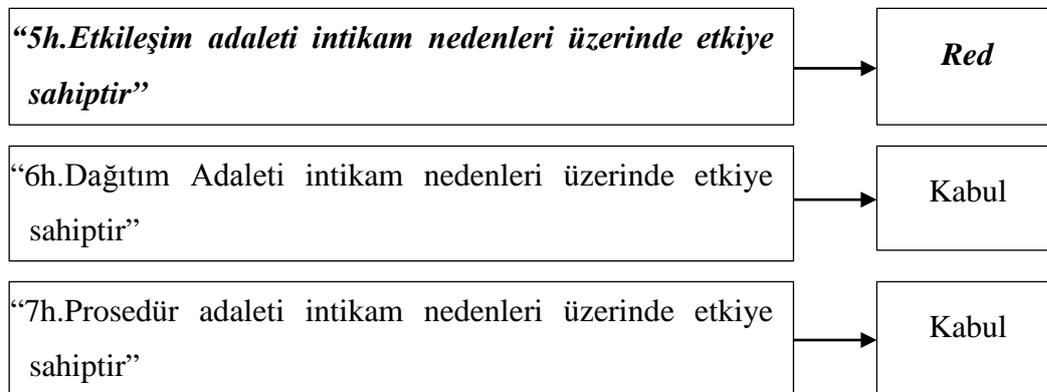 “5h.Etkileşim adaleti intikam nedenleri üzerinde etkiye
sahiptir”
Red
“6h.Dağıtım Adaleti intikam nedenleri üzerinde etkiye
sahiptir”
Kabul
“7h.Prosedür adaleti intikam nedenleri üzerinde etkiye
sahiptir”
Kabul